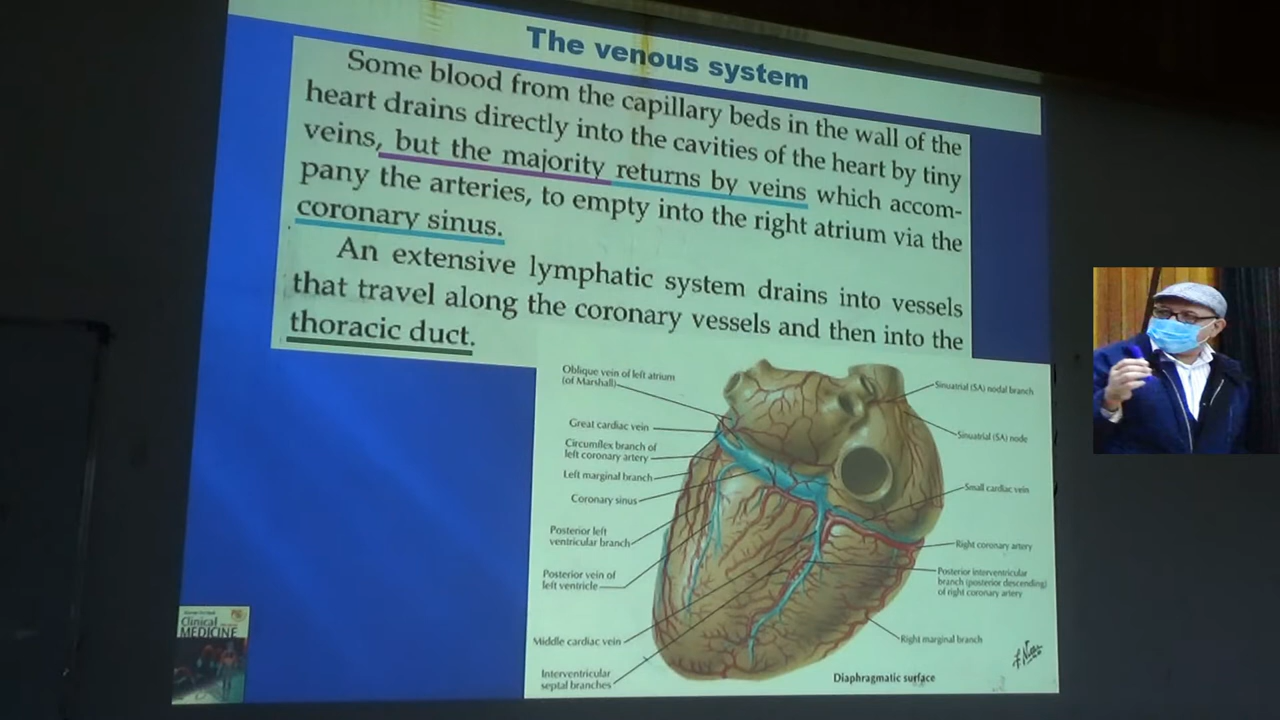 The venous system
Some blood from the capillary beds in the wall of the
heart drains directly into the cavities of the heart by tiny
veins, but the majority returns by veins which accom-
pany the arteries, to empty into the right atrium via the
coronary sinus.
An extensive lymphatic system drains into vessels
that travel along the coronary vessels and then into the
thoracic duct.
Oblique vein of left atrium
(of Marshall)
Great cardiac vein
Circumflex branch of
left coronary artery
Left marginal branch
Coronary sinus
Posterior left
ventricular branch
Posterior vein of
left ventricle
Middle cardiac vein
Interventricular
septal branches
Sinuatrial (SA) nodal branch
Sinuatrial (SA) node
Small cardiac vein
Right coronary artery
Posterior interventricular
branch (posterior descending)
of right coronary artery
Right marginal branch
Diaphragmatic surface
Clinical
MEDICINE